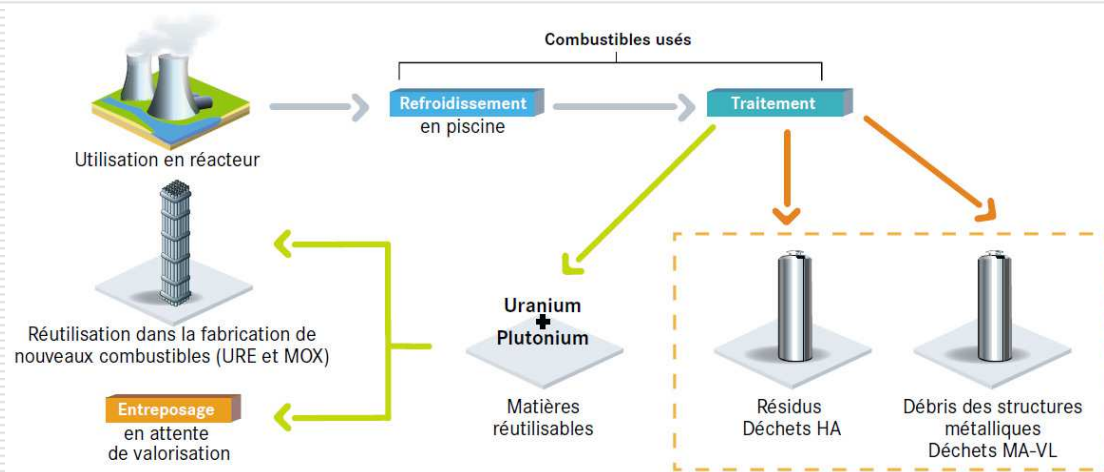 Combustibles usés
Refroidissement
en piscine
Traitement
Utilisation en réacteur
Réutilisation dans la fabrication de
nouveaux combustibles (URE et MOX)
Entreposage
en attente
de valorisation
Uranium
+
Plutonium
Matières
réutilisables
Résidus
Déchets HA
Débris des structures
métalliques
Déchets MA-VL